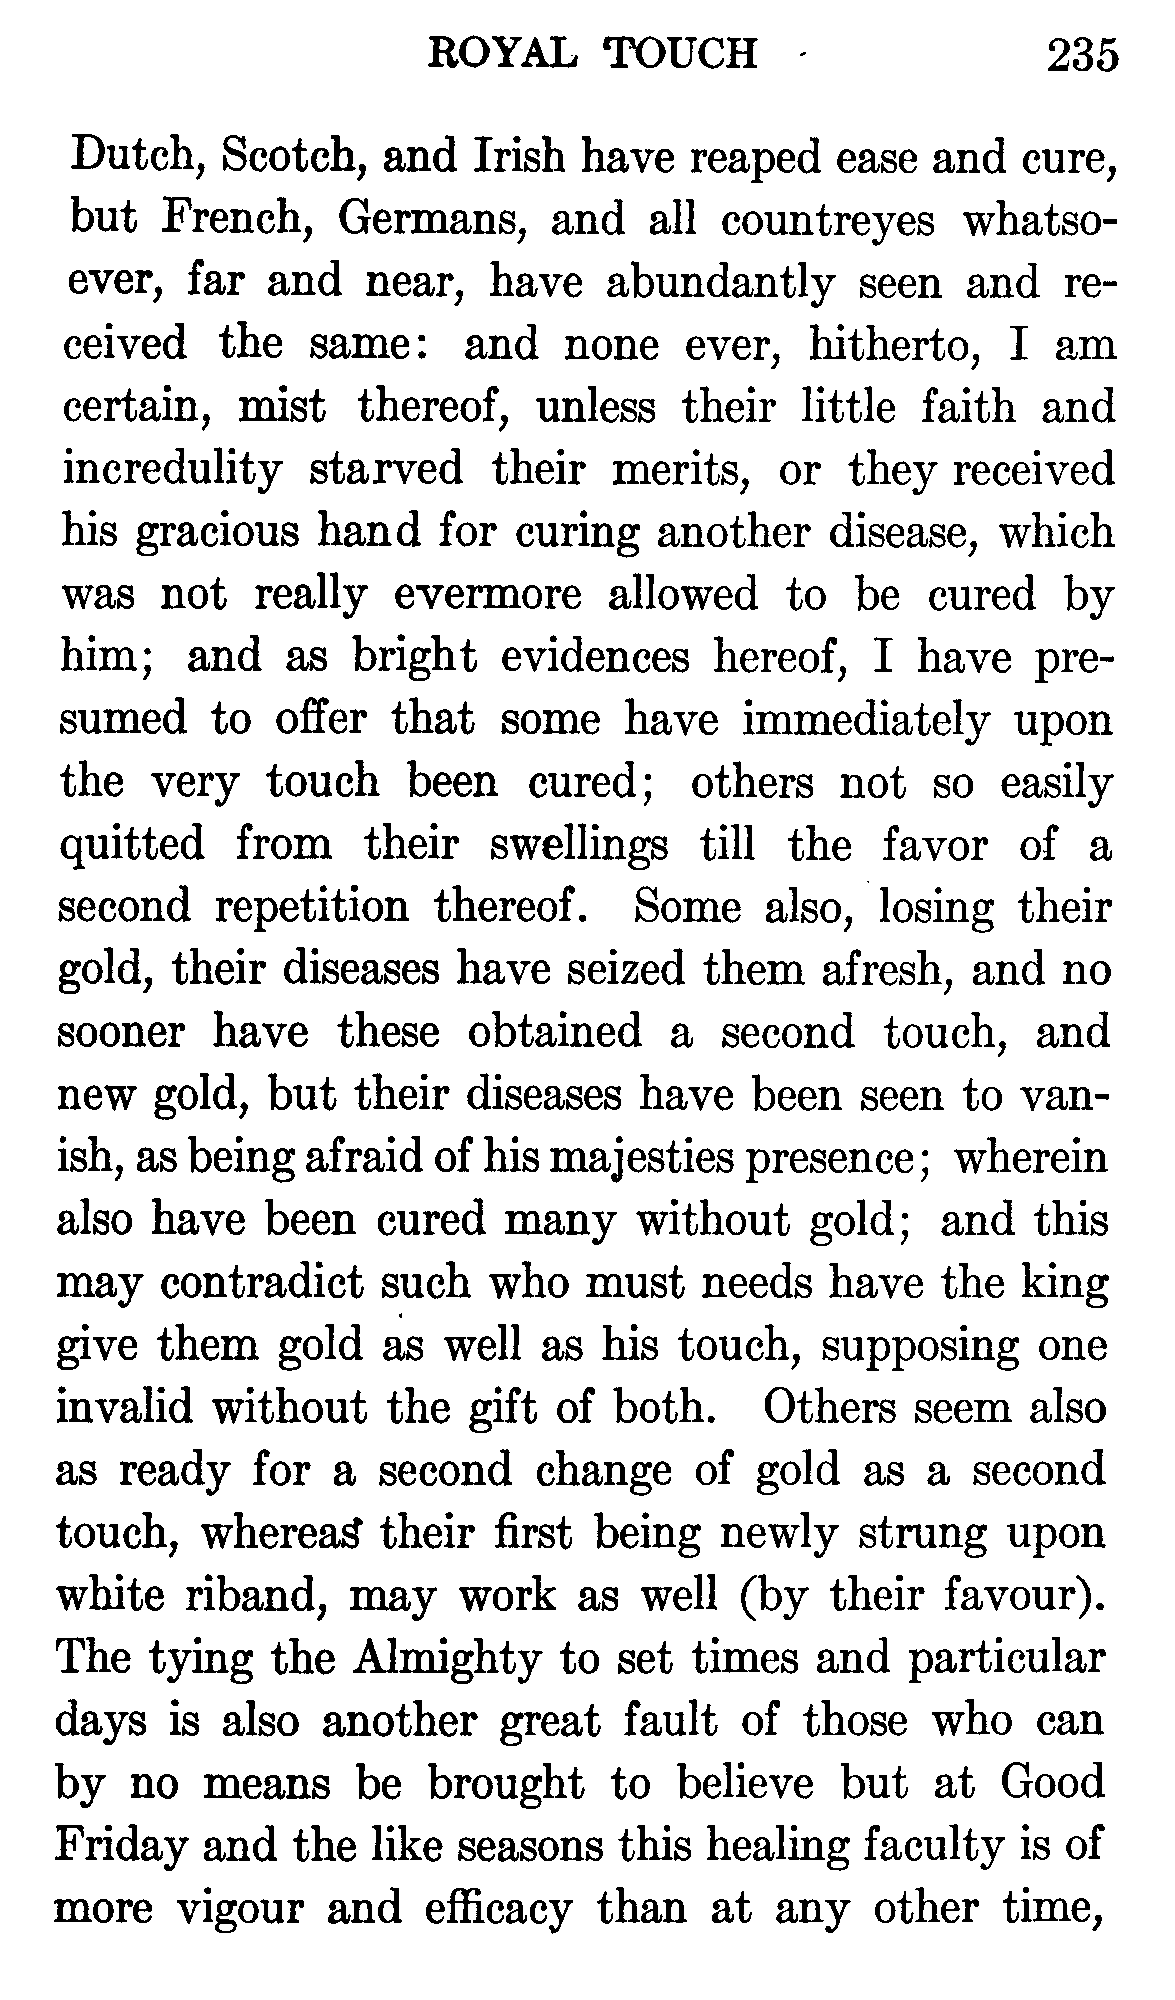 ROYAL TOUCH 235
Dutch, Scotch, and Irish have reaped ease and cure,
but French, Germans, and all countreyes whatso-
ever, far and near, have abundantly seen and re-
ceived the same: and none ever, hitherto, I am
certain, mist thereof, unless their little faith and
incredulity starved their merits, or they received
his gracious hand for curing another disease, which
was not really evermore allowed to be cured by
him; and as bright evidences hereof, I have pre-
sumed to offer that some have immediately upon
the very touch been cured; others not so easily
quitted from their swellings till the favor of a
second repetition thereof. Some also, losing their
gold, their diseases have seized them afresh, and no
sooner have these obtained a second touch, and
new gold, but their diseases have been seen to van-
ish, as being afraid of his majesties presence; wherein
also have been cured many without gold; and this
may contradict such who must needs have the king
give them gold as well as his touch, supposing one
invalid without the gift of both. Others seem also
as ready for a second change of gold as a second
touch, whereas their first being newly strung upon
white riband, may work as well (by their favour).
The tying the Almighty to set times and particular
days is also another great fault of those who can
by no means be brought to believe but at Good
Friday and the like seasons this healing faculty is of
more vigour and efficacy than at any other time,